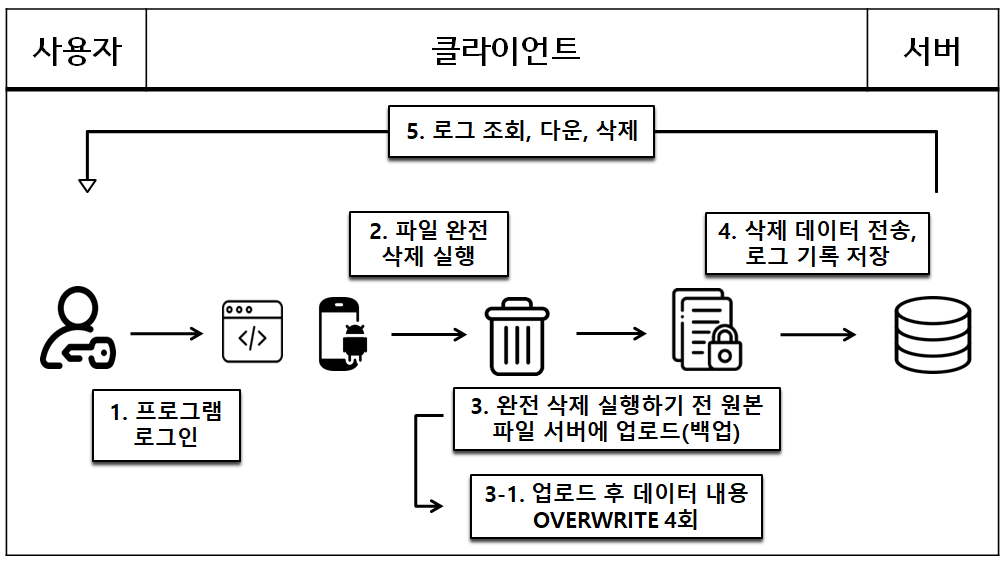 사용자
클라이언트
서버
5. 로그 조회, 다운, 삭제
2. 파일 완전
삭제 실행
4. 삭제 데이터 전송,
로그 기록 저장
</>
1. 프로그램
로그인
3. 완전 삭제 실행하기 전 원본
파일 서버에 업로드(백업)
3-1. 업로드 후 데이터 내용
OVERWRITE 4회